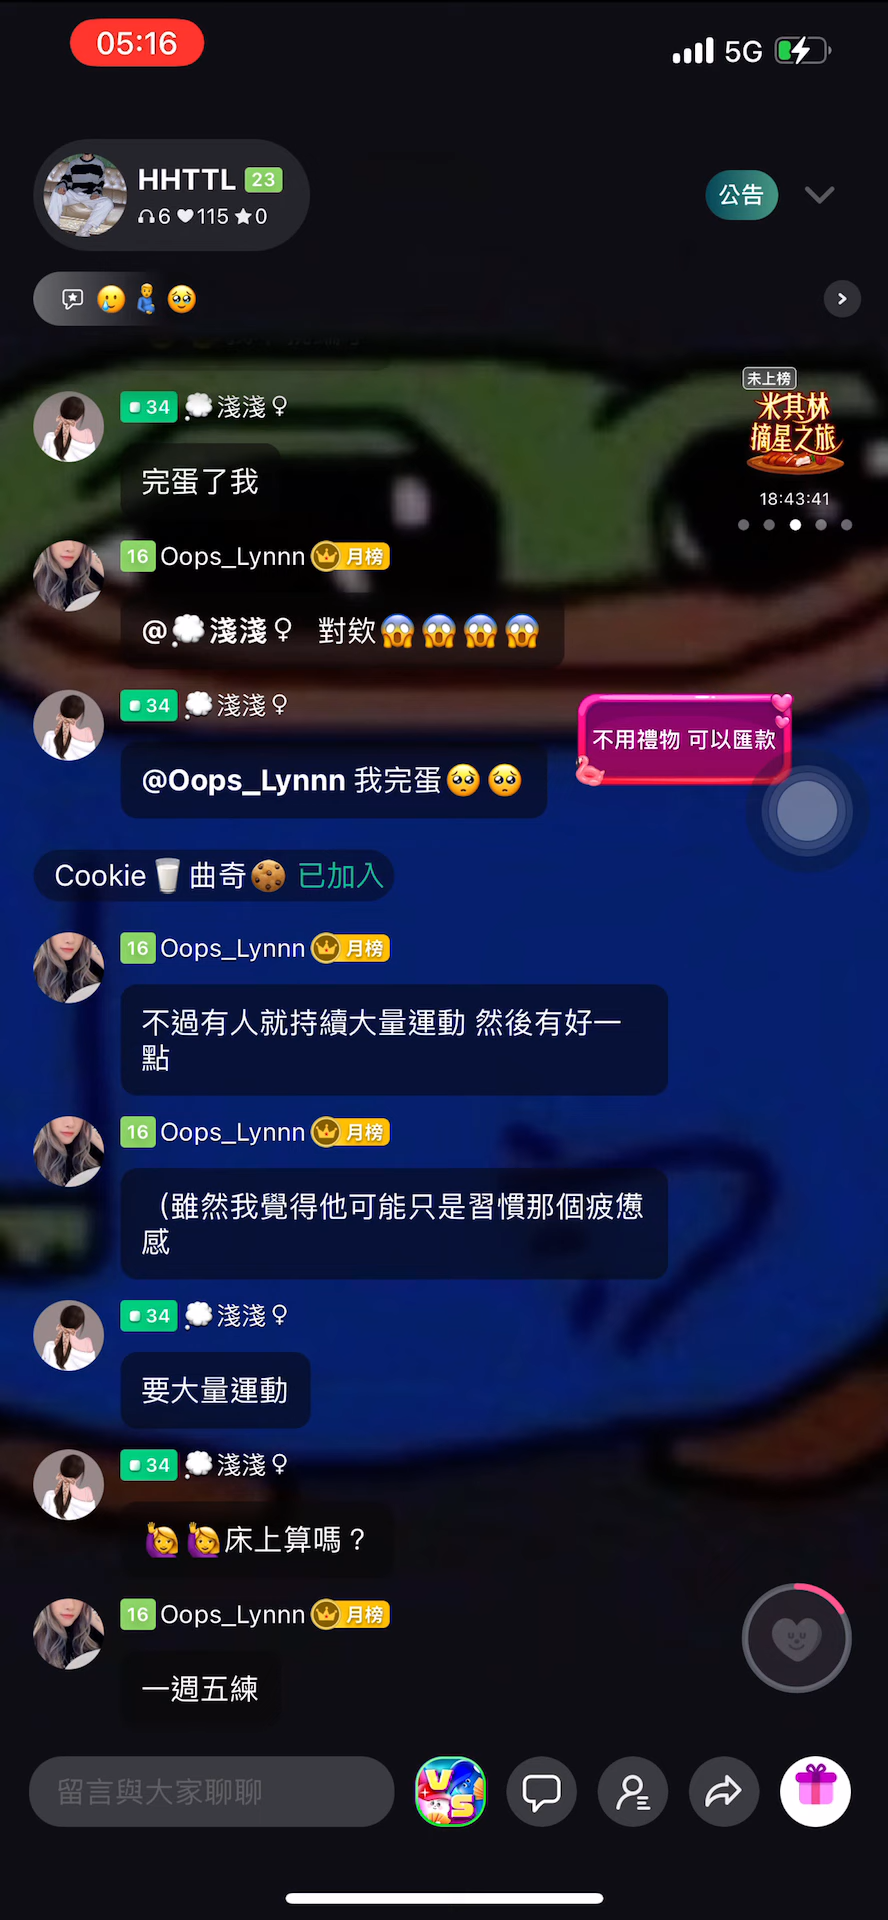 05:16
5G
HHTTL 23
6 115 0
公告
34 淺淺♀
未上榜
米其林
摘星之旅
完蛋了我
18:43:41
16 Oops_Lynnn 月榜
@💭淺淺♀ 對欸😱😱😱😱
34 💭淺淺♀
不用禮物 可以匯款
@Oops_Lynnn 我完蛋🥺🥺
Cookie🥛曲奇🍪 已加入
16 Oops_Lynnn 月榜
不過有人就持續大量運動 然後有好一
點
16 Oops_Lynnn 月榜
（雖然我覺得他可能只是習慣那個疲憊
感
34 💭淺淺♀
要大量運動
34 💭淺淺♀
🙋‍♀️🙋‍♀️床上算嗎？
16 Oops_Lynnn 月榜
一週五練
留言與大家聊聊
VS